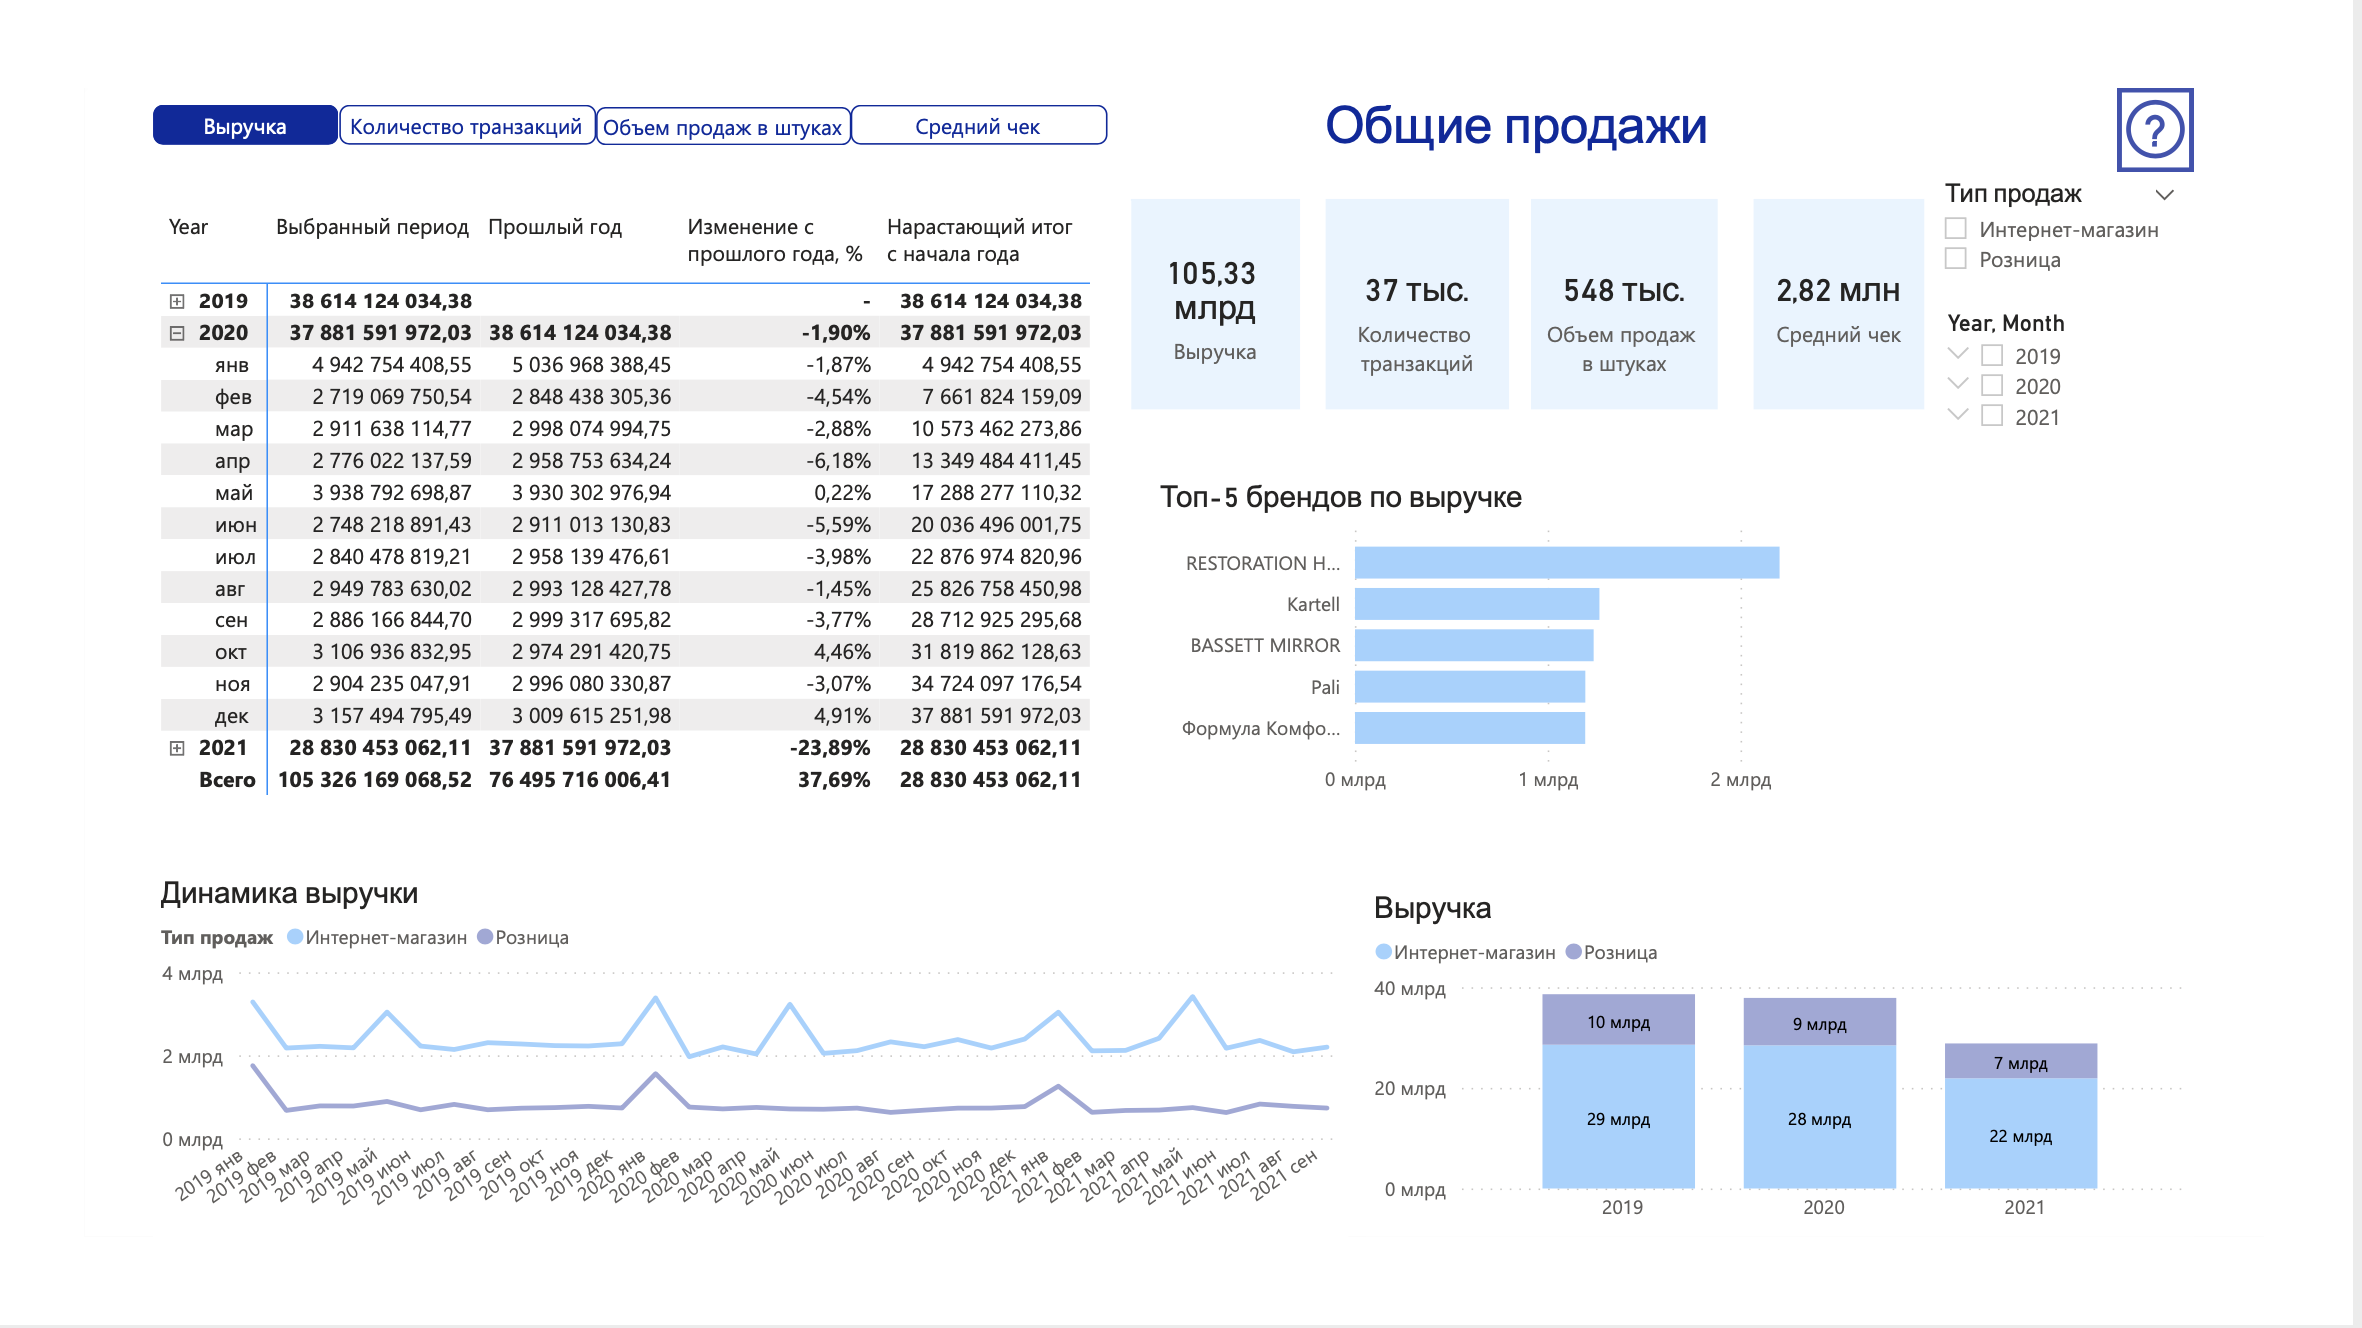 Выручка
Количество транзакций
Объем продаж в штуках
Средний чек
Общие продажи
?
Year Выбранный период Прошлый год Изменение с прошлого года, % Нарастающий итог с начала года
2019 38 614 124 034,38 - 38 614 124 034,38
2020 37 881 591 972,03 38 614 124 034,38 -1,90% 37 881 591 972,03
янв 4 942 754 408,55 5 036 968 388,45 -1,87% 4 942 754 408,55
фев 2 719 069 750,54 2 848 438 305,36 -4,54% 7 661 824 159,09
мар 2 911 638 114,77 2 998 074 994,75 -2,88% 10 573 462 273,86
апр 2 776 022 137,59 2 958 753 634,24 -6,18% 13 349 484 411,45
май 3 938 792 698,87 3 930 302 976,94 0,22% 17 288 277 110,32
июн 2 748 218 891,43 2 911 013 130,83 -5,59% 20 036 496 001,75
июл 2 840 478 819,21 2 958 139 476,61 -3,98% 22 876 974 820,96
авг 2 949 783 630,02 2 993 128 427,78 -1,45% 25 826 758 450,98
сен 2 886 166 844,70 2 999 317 695,82 -3,77% 28 712 925 295,68
окт 3 106 936 832,95 2 974 291 420,75 4,46% 31 819 862 128,63
ноя 2 904 235 047,91 2 996 080 330,87 -3,07% 34 724 097 176,54
дек 3 157 494 795,49 3 009 615 251,98 4,91% 37 881 591 972,03
2021 28 830 453 062,11 37 881 591 972,03 -23,89% 28 830 453 062,11
Всего 105 326 169 068,52 76 495 716 006,41 37,69% 28 830 453 062,11
105,33
млрд
Выручка
37 тыс.
Количество
транзакций
548 тыс.
Объем продаж
в штуках
2,82 млн
Средний чек
Тип продаж
Интернет-магазин
Розница
Year, Month
2019
2020
2021
Топ-5 брендов по выручке
RESTORATION H...
Kartell
BASSETT MIRROR
Pali
Формула Комфо...
0 млрд 1 млрд 2 млрд
Динамика выручки
Тип продаж Интернет-магазин Розница
4 млрд
2 млрд
0 млрд
2019 янв
2019 фев
2019 мар
2019 апр
2019 май
2019 июн
2019 июл
2019 авг
2019 сен
2019 окт
2019 ноя
2019 дек
2020 янв
2020 фев
2020 мар
2020 апр
2020 май
2020 июн
2020 июл
2020 авг
2020 сен
2020 окт
2020 ноя
2020 дек
2021 янв
2021 фев
2021 мар
2021 апр
2021 май
2021 июн
2021 июл
2021 авг
2021 сен
Выручка
Интернет-магазин Розница
40 млрд
20 млрд
0 млрд
10 млрд
29 млрд
9 млрд
28 млрд
7 млрд
22 млрд
2019 2020 2021